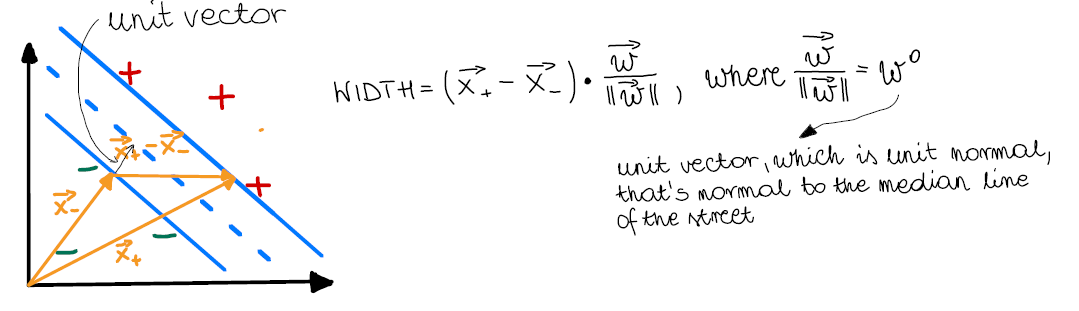 unit vector
WIDTH = (x⃗₊ - x⃗₋) · w⃗/||w⃗||, where w⃗/||w⃗|| = w⁰
unit vector, which is unit normal,
that's normal to the median line
of the street
+
+
x⃗₊ - x⃗₋
−
+
x⃗₋
−
−
x⃗₊